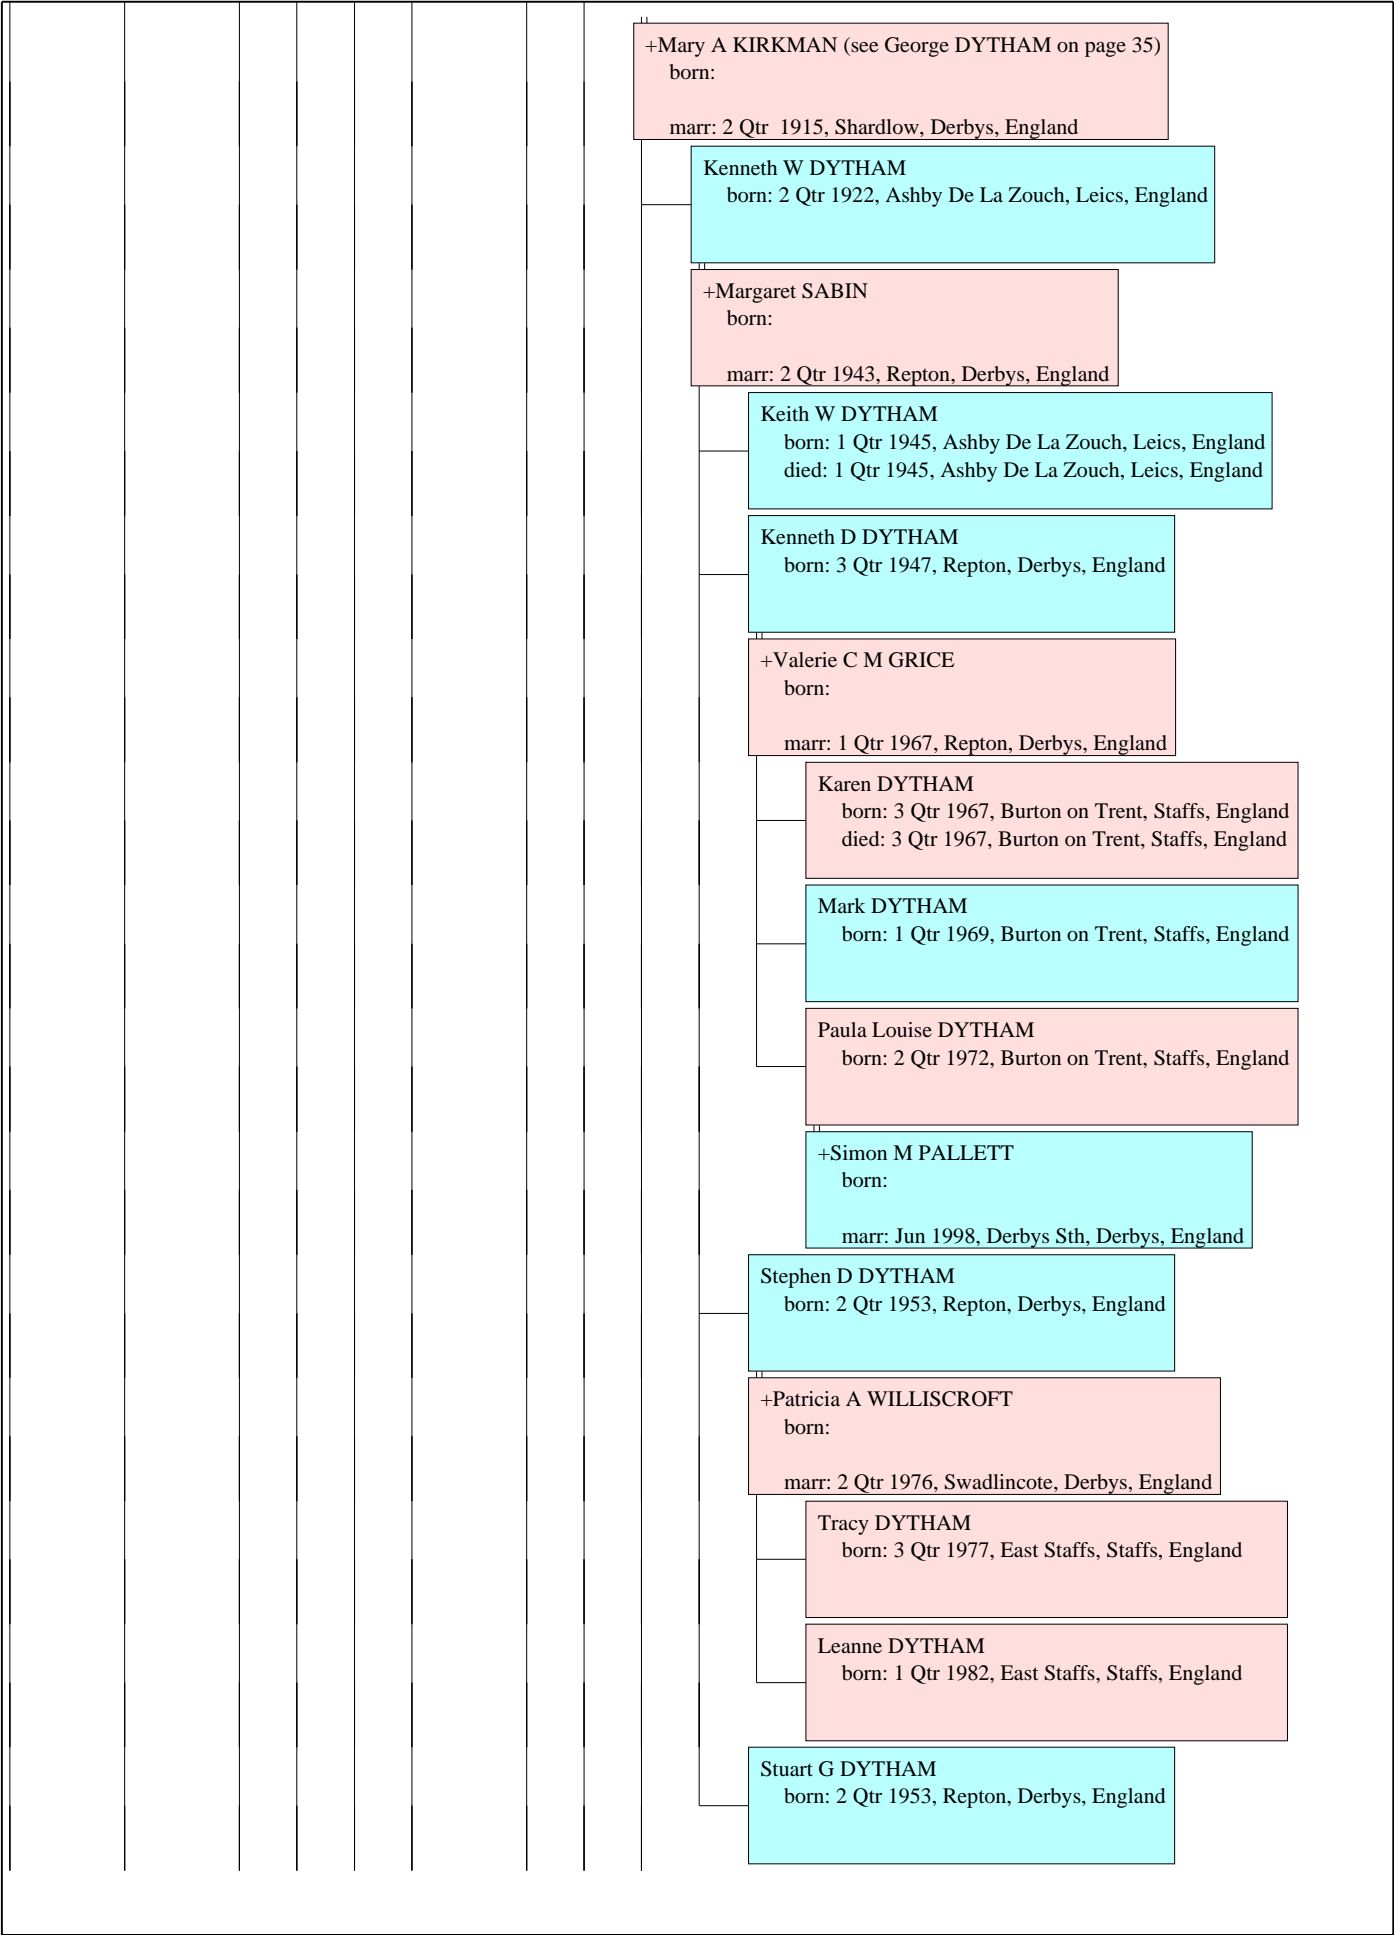 +Mary A KIRKMAN (see George DYTHAM on page 35)
born:
marr: 2 Qtr  1915, Shardlow, Derbys, England
Kenneth W DYTHAM
born: 2 Qtr 1922, Ashby De La Zouch, Leics, England
+Margaret SABIN
born:
marr: 2 Qtr 1943, Repton, Derbys, England
Keith W DYTHAM
born: 1 Qtr 1945, Ashby De La Zouch, Leics, England
died: 1 Qtr 1945, Ashby De La Zouch, Leics, England
Kenneth D DYTHAM
born: 3 Qtr 1947, Repton, Derbys, England
+Valerie C M GRICE
born:
marr: 1 Qtr 1967, Repton, Derbys, England
Karen DYTHAM
born: 3 Qtr 1967, Burton on Trent, Staffs, England
died: 3 Qtr 1967, Burton on Trent, Staffs, England
Mark DYTHAM
born: 1 Qtr 1969, Burton on Trent, Staffs, England
Paula Louise DYTHAM
born: 2 Qtr 1972, Burton on Trent, Staffs, England
+Simon M PALLETT
born:
marr: Jun 1998, Derbys Sth, Derbys, England
Stephen D DYTHAM
born: 2 Qtr 1953, Repton, Derbys, England
+Patricia A WILLISCROFT
born:
marr: 2 Qtr 1976, Swadlincote, Derbys, England
Tracy DYTHAM
born: 3 Qtr 1977, East Staffs, Staffs, England
Leanne DYTHAM
born: 1 Qtr 1982, East Staffs, Staffs, England
Stuart G DYTHAM
born: 2 Qtr 1953, Repton, Derbys, England